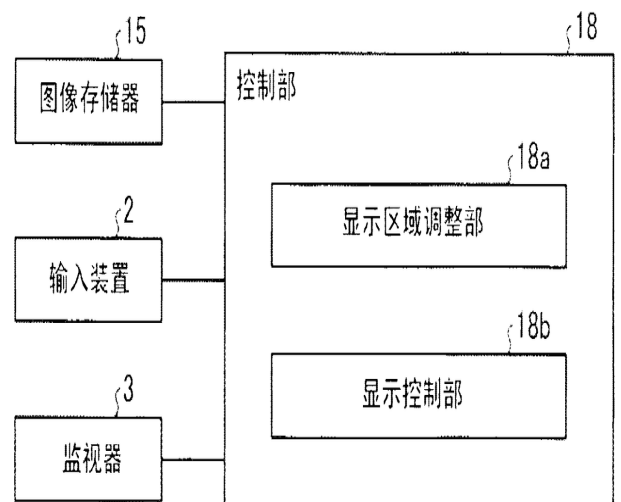 15
图像存储器
2
输入装置
3
监视器
18
控制部
18a
显示区域调整部
18b
显示控制部